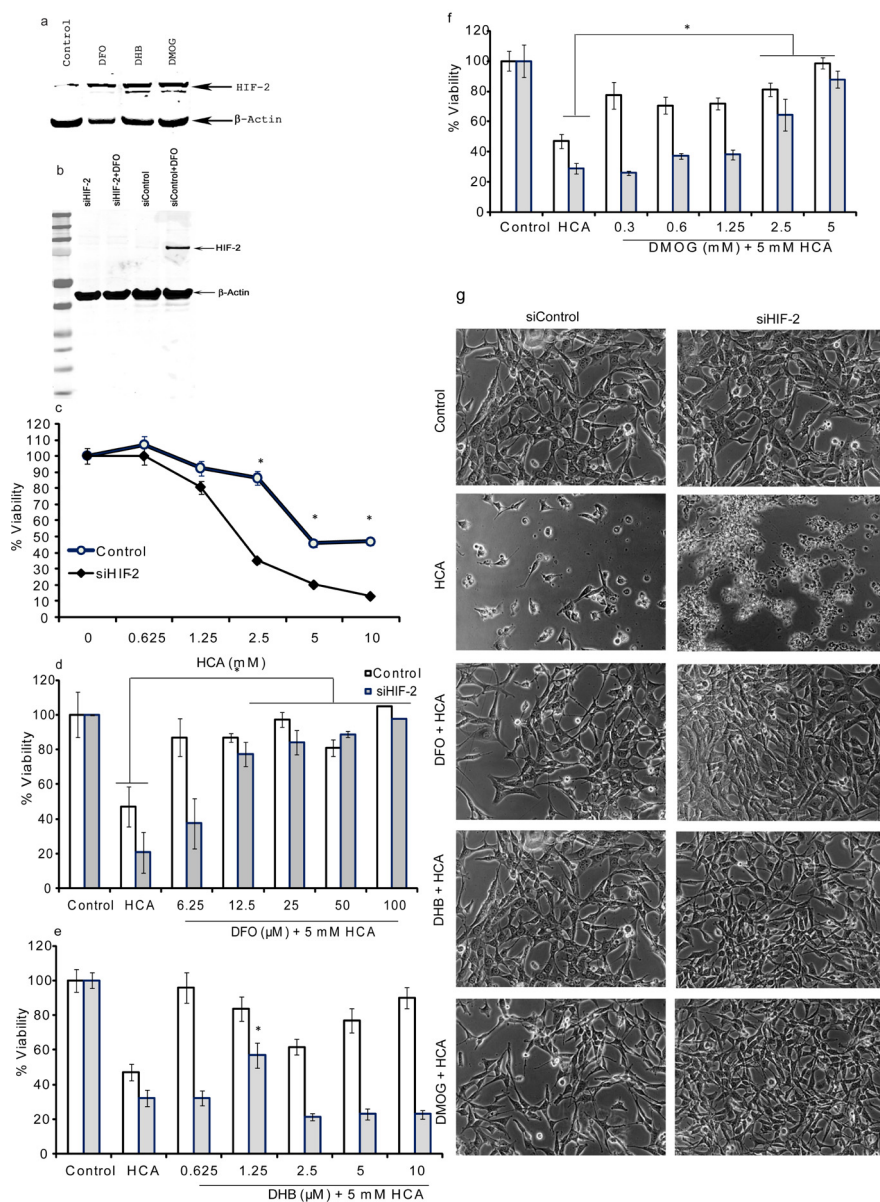 a
Control
DFO
DHB
DMOG
HIF-2
β-Actin
b
siHIF-2
siHIF-2+DFO
siControl
siControl+DFO
HIF-2
β-Actin
c
% Viability
120
110
100
90
80
70
60
50
40
30
20
10
0
*
* *
Control
siHIF-2
0 0.625 1.25 2.5 5 10
HCA (mM)
d
*
Control
siHIF-2
% Viability
120
100
80
60
40
20
0
Control HCA 6.25 12.5 25 50 100
DFO (µM) + 5 mM HCA
e
% Viability
120
100
80
60
40
20
0
*
Control HCA 0.625 1.25 2.5 5 10
DHB (µM) + 5 mM HCA
f
*
% Viability
120
100
80
60
40
20
0
Control HCA 0.3 0.6 1.25 2.5 5
DMOG (mM) + 5 mM HCA
g
siControl siHIF-2
Control
HCA
DFO + HCA
DHB + HCA
DMOG + HCA